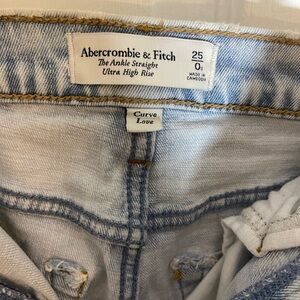 Abercrombie & Fitch
The Ankle Straight
Ultra High Rise
25
0
MADE IN
CAMBODIA
Curve
Love